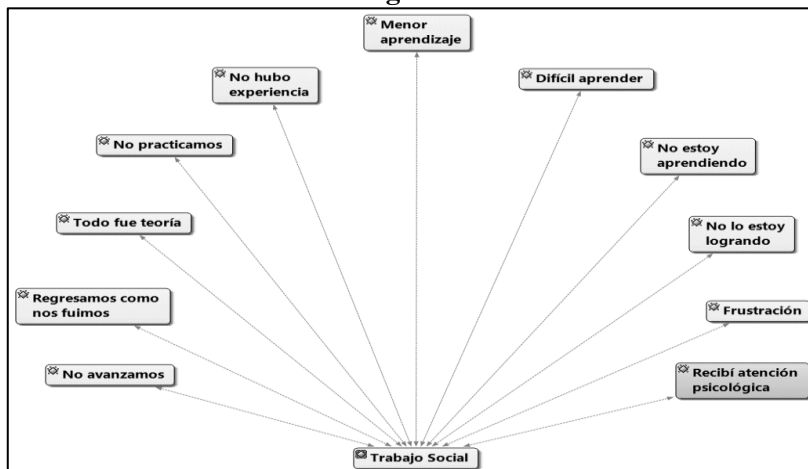 Menor
aprendizaje
No hubo
experiencia
Difícil aprender
No practicamos
No estoy
aprendiendo
Todo fue teoría
No lo estoy
logrando
Regresamos como
nos fuimos
Frustración
No avanzamos
Recibí atención
psicológica
Trabajo Social